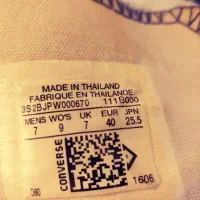 MADE IN THAILAND
FABRIQUE EN THAILANDE
3S2BJPW000670 111B000
MENS WO'S UK EUR JPN
7 9 7 40 25.5
CONVERSE
1606